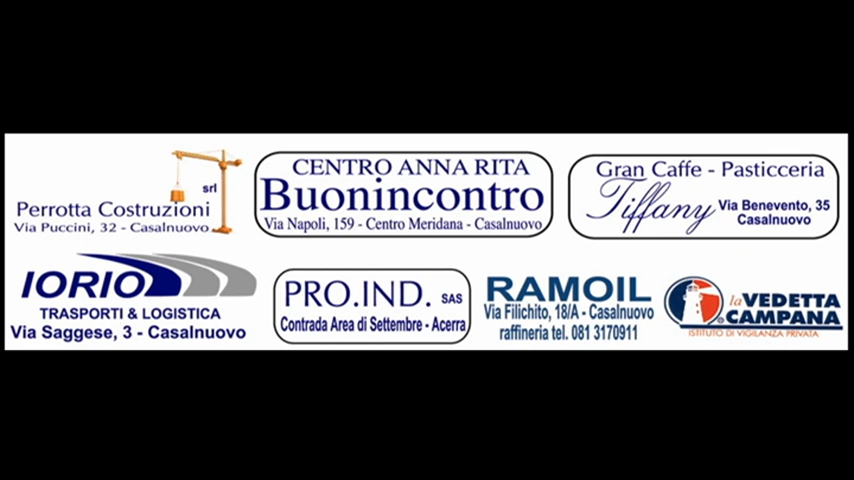 Perrotta Costruzioni srl
Via Puccini, 32 - Casalnuovo
CENTRO ANNA RITA
Buonincontro
Via Napoli, 159 - Centro Meridana - Casalnuovo
Gran Caffe - Pasticceria
Tiffany
Via Benevento, 35
Casalnuovo
IORIO
TRASPORTI & LOGISTICA
Via Saggese, 3 - Casalnuovo
PRO.IND. SAS
Contrada Area di Settembre - Acerra
RAMOIL
Via Filichito, 18/A - Casalnuovo
raffineria tel. 081 3170911
la VEDETTA
CAMPANA
ISTITUTO DI VIGILANZA PRIVATA